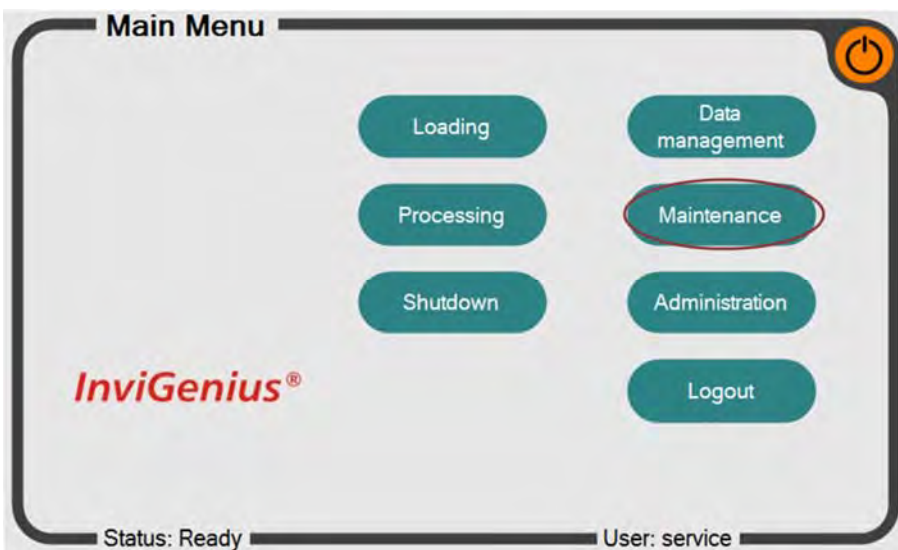 Main Menu
Loading
Data
management
Processing
Maintenance
Shutdown
Administration
InviGenius®
Logout
Status: Ready
User: service